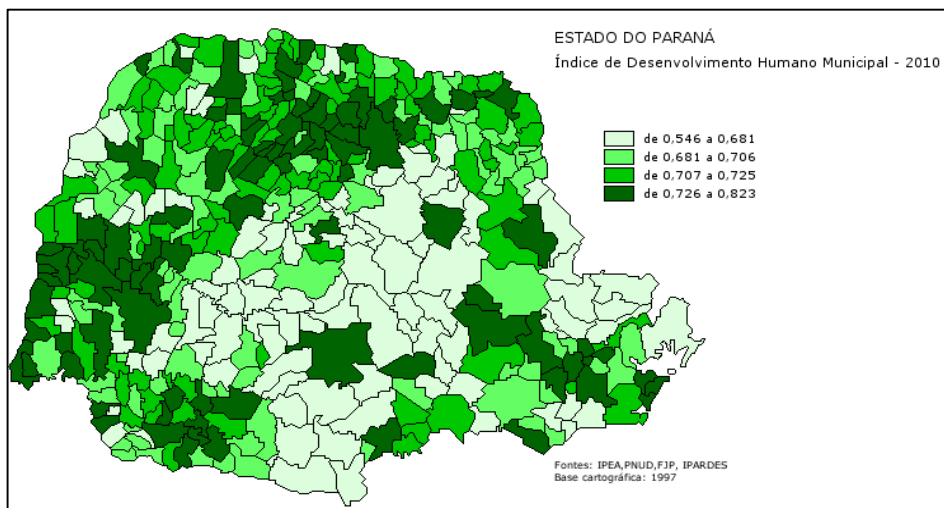 ESTADO DO PARANÁ
Índice de Desenvolvimento Humano Municipal - 2010
de 0,546 a 0,681
de 0,681 a 0,706
de 0,707 a 0,725
de 0,726 a 0,823
Fontes: IPEA,PNUD,FJP, IPARDES
Base cartográfica: 1997